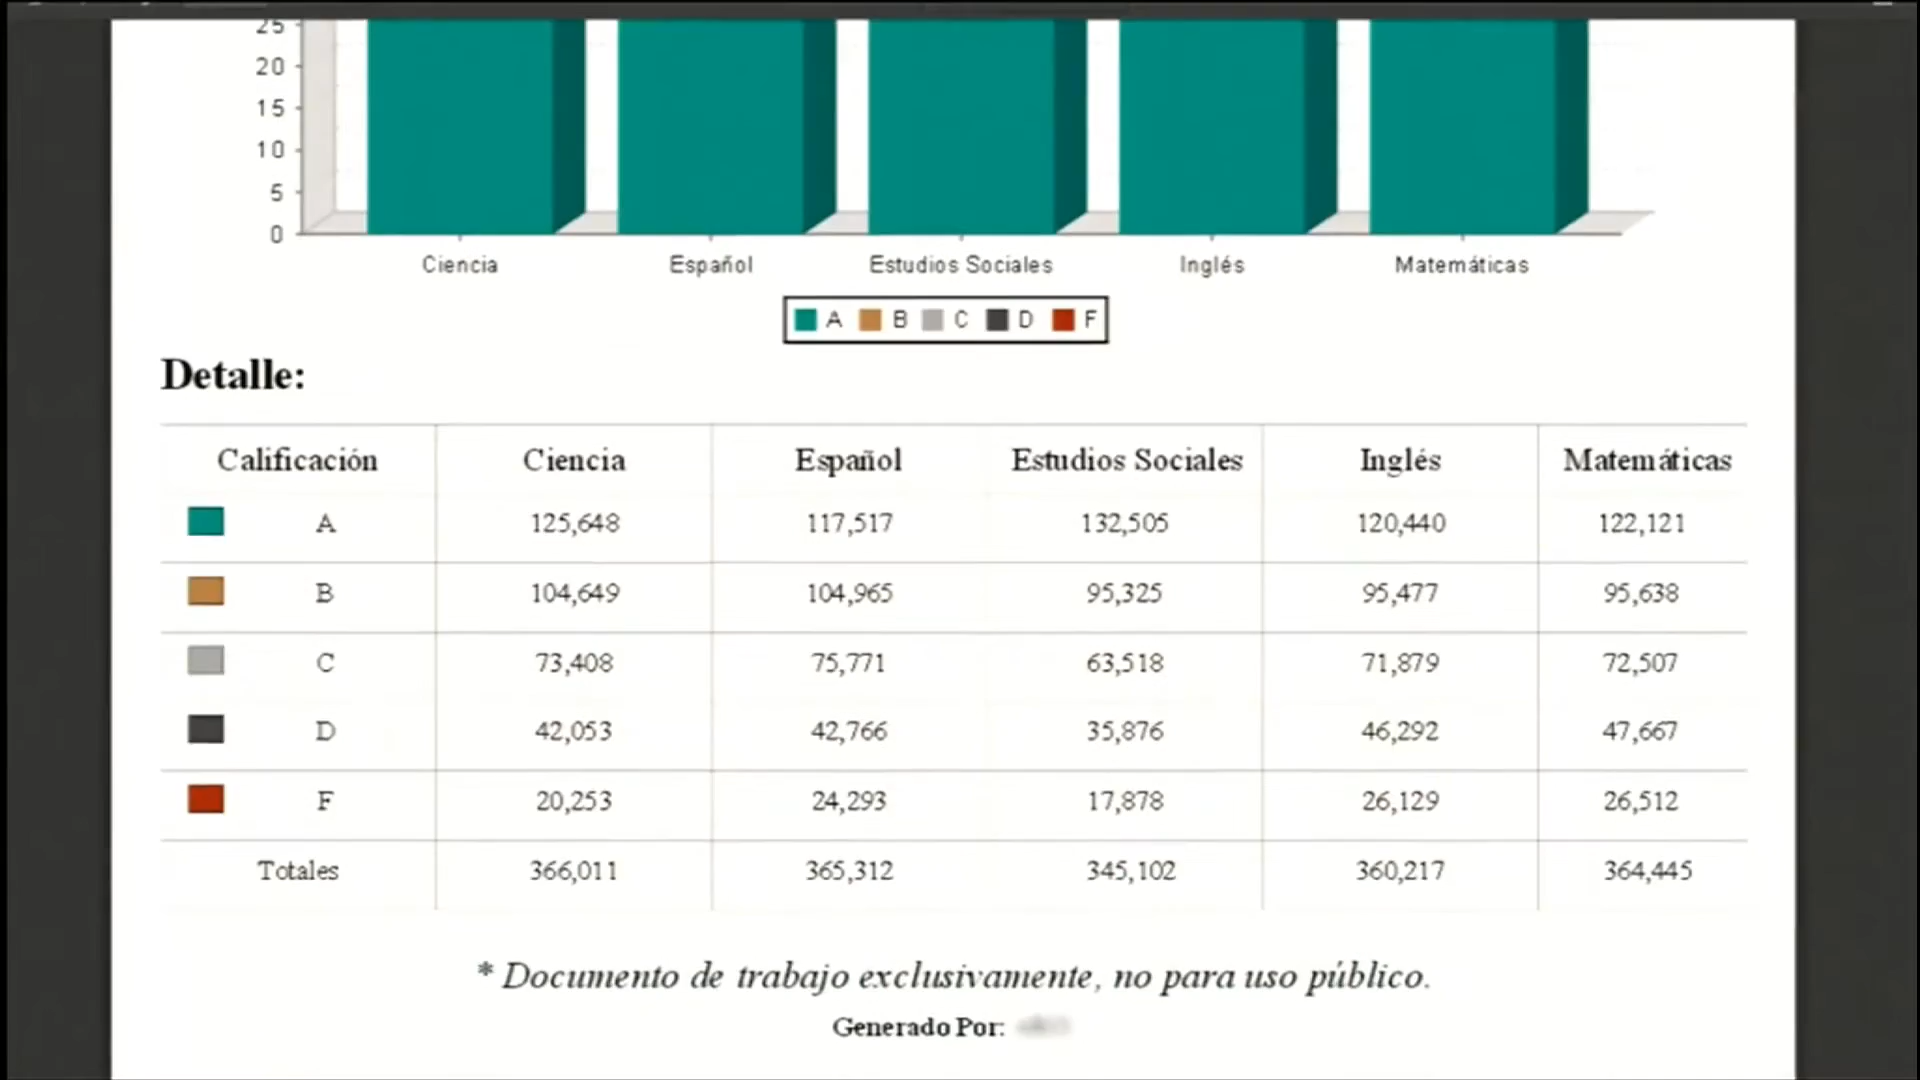 25
20
15
10
5
0
Ciencia Español Estudios Sociales Inglés Matemáticas
A B C D F
Detalle:
Calificación Ciencia Español Estudios Sociales Inglés Matemáticas
A 125,648 117,517 132,505 120,440 122,121
B 104,649 104,965 95,325 95,477 95,638
C 73,408 75,771 63,518 71,879 72,507
D 42,053 42,766 35,876 46,292 47,667
F 20,253 24,293 17,878 26,129 26,512
Totales 366,011 365,312 345,102 360,217 364,445
* Documento de trabajo exclusivamente, no para uso público.
Generado Por: